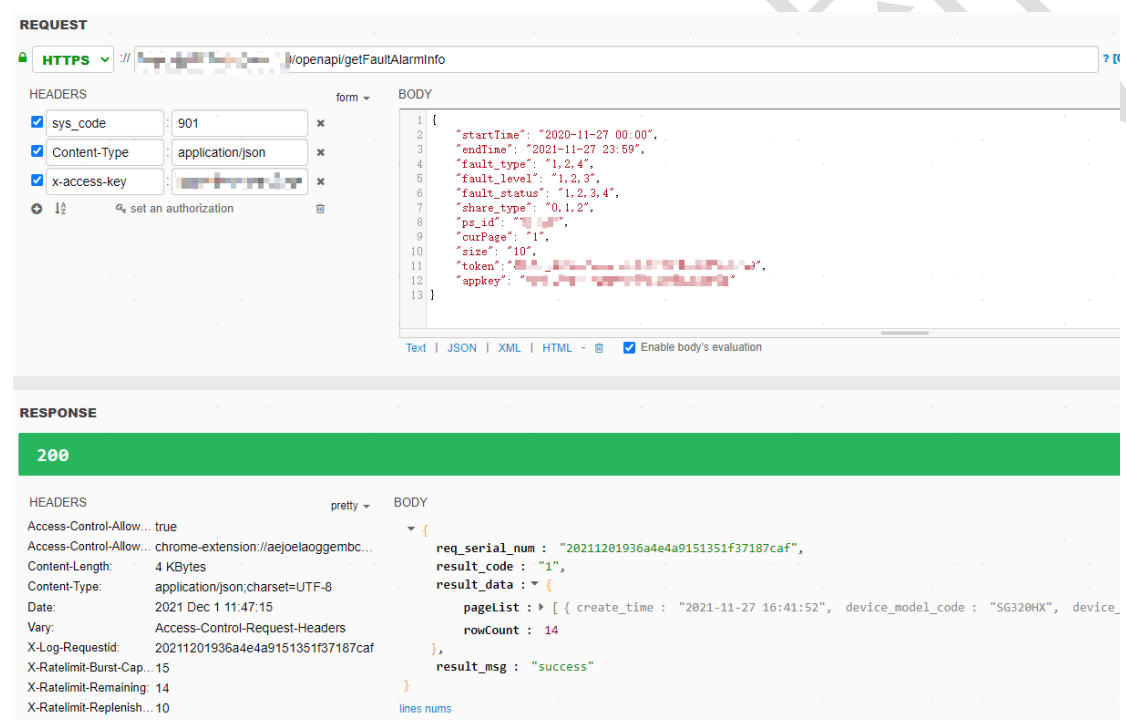 REQUEST
HTTPS :// /openapi/getFaultAlarmInfo ?
HEADERS form
sys_code : 901
Content-Type : application/json
x-access-key :
set an authorization
BODY
1 {
2 "startTime": "2020-11-27 00:00",
3 "endTime": "2021-11-27 23:59",
4 "fault_type": "1,2,4",
5 "fault_level": "1,2,3",
6 "fault_status": "1,2,3,4",
7 "share_type": "0,1,2",
8 "ps_id": " ",
9 "curPage": "1",
10 "size": "10",
11 "token":" ",
12 "appkey": " "
13 }
Text | JSON | XML | HTML - Enable body's evaluation
RESPONSE
200
HEADERS pretty
Access-Control-Allow... true
Access-Control-Allow... chrome-extension://aejoelaoggembc...
Content-Length: 4 KBytes
Content-Type: application/json;charset=UTF-8
Date: 2021 Dec 1 11:47:15
Vary: Access-Control-Request-Headers
X-Log-Requestid: 20211201936a4e4a9151351f37187caf
X-Ratelimit-Burst-Cap... 15
X-Ratelimit-Remaining: 14
X-Ratelimit-Replenish... 10
BODY
{
req_serial_num : "20211201936a4e4a9151351f37187caf",
result_code : "1",
result_data : {
pageList : [ { create_time : "2021-11-27 16:41:52", device_model_code : "SG320HX", device_
rowCount : 14
},
result_msg : "success"
}
lines nums